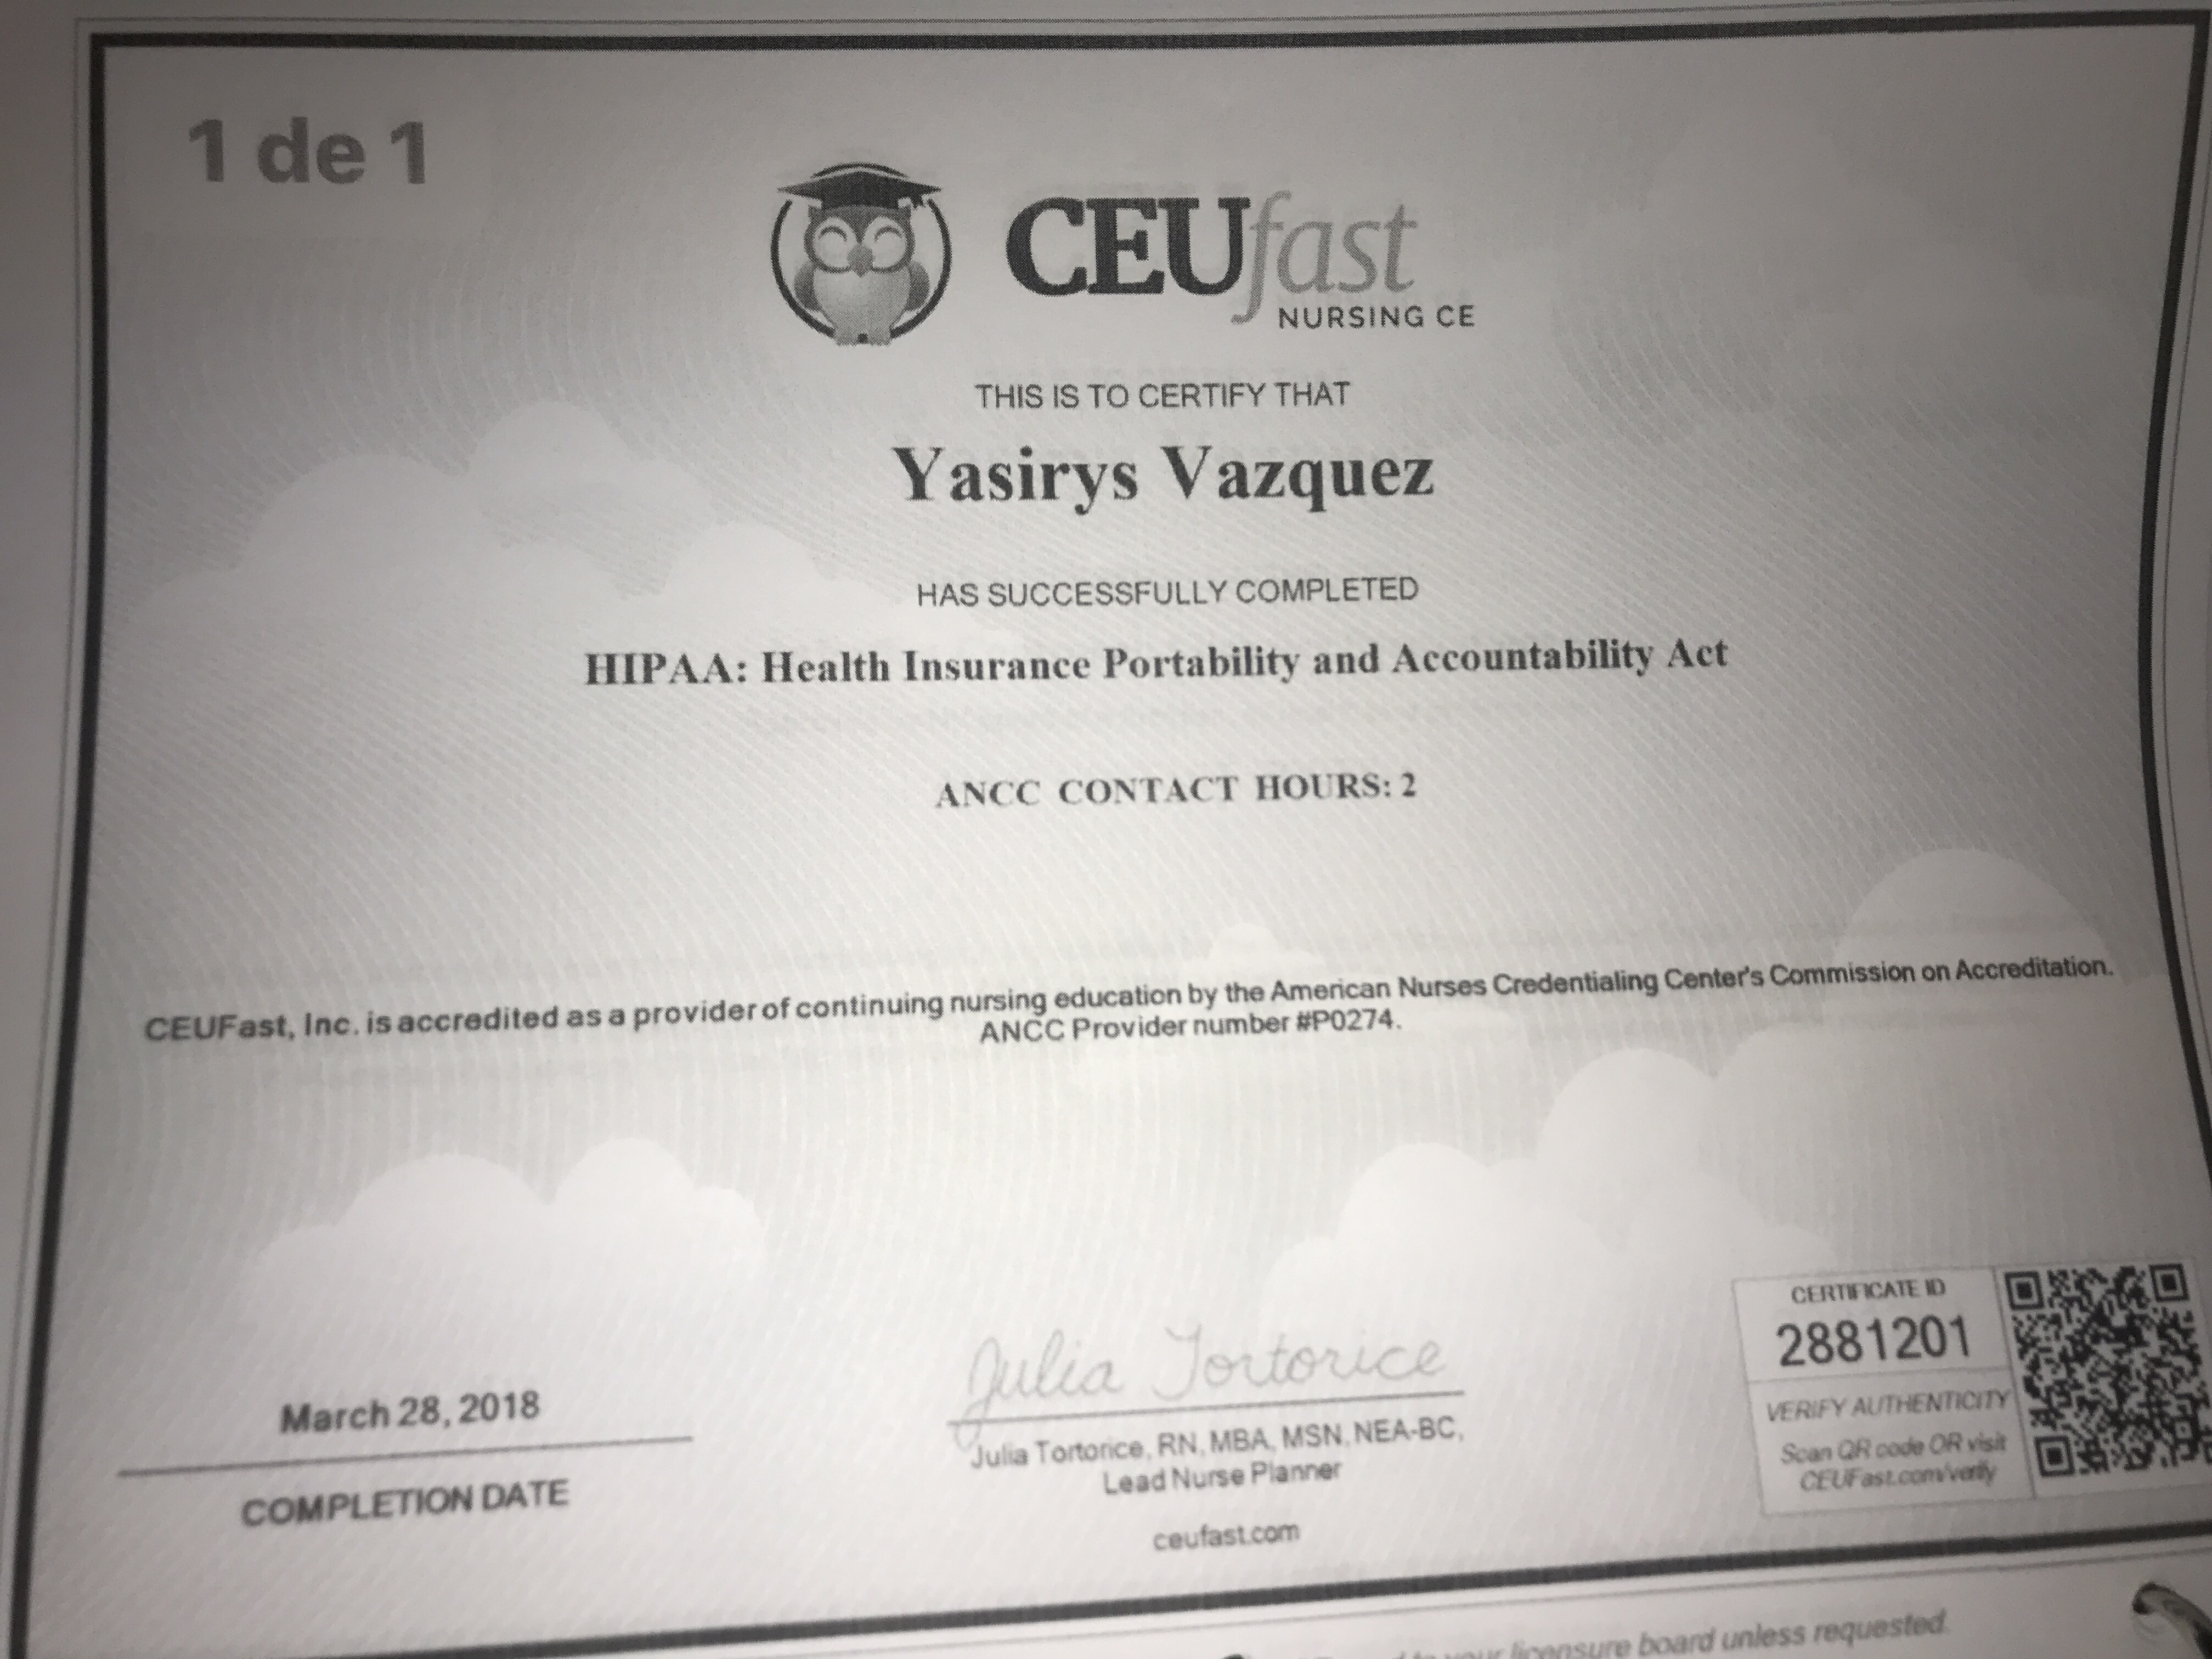 1 de 1
CEUfast
NURSING CE
THIS IS TO CERTIFY THAT
Yasirys Vazquez
HAS SUCCESSFULLY COMPLETED
HIPAA: Health Insurance Portability and Accountability Act
ANCC CONTACT HOURS: 2
CEUFast, Inc. is accredited as a provider of continuing nursing education by the American Nurses Credentialing Center's Commission on Accreditation.
ANCC Provider number #P0274.
March 28, 2018
COMPLETION DATE
Julia Tortorice
Julia Tortorice, RN, MBA, MSN, NEA-BC,
Lead Nurse Planner
ceufast.com
CERTIFICATE ID
2881201
VERIFY AUTHENTICITY
Scan QR code OR visit
CEUFast.com/verify
your licensure board unless requested.